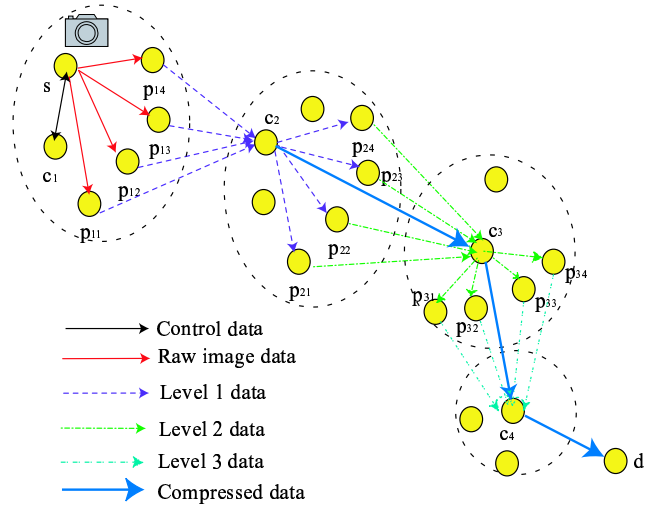 s
p14
c1
p13
p12
p11
c2
p24
p23
p22
p21
c3
p34
p33
p31
p32
c4
d
Control data
Raw image data
Level 1 data
Level 2 data
Level 3 data
Compressed data